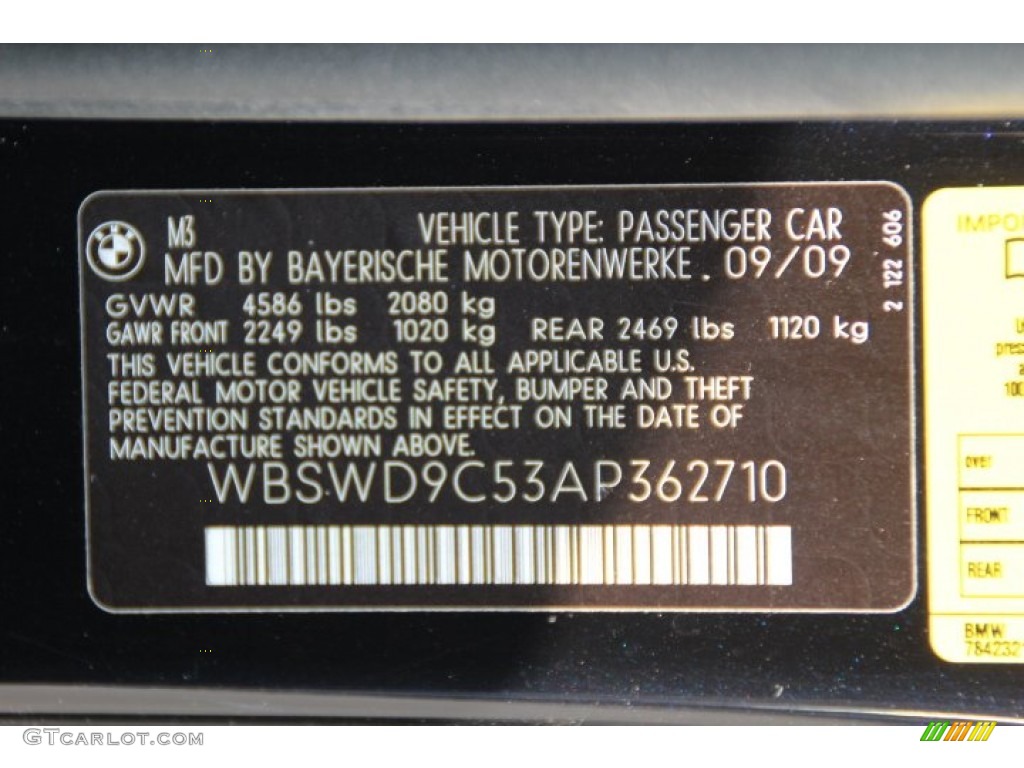 M3 VEHICLE TYPE: PASSENGER CAR
MFD BY BAYERISCHE MOTORENWERKE. 09/09
GVWR 4586 lbs 2080 kg
GAWR FRONT 2249 lbs 1020 kg REAR 2469 lbs 1120 kg
THIS VEHICLE CONFORMS TO ALL APPLICABLE U.S.
FEDERAL MOTOR VEHICLE SAFETY, BUMPER AND THEFT
PREVENTION STANDARDS IN EFFECT ON THE DATE OF
MANUFACTURE SHOWN ABOVE.
WBSWD9C53AP362710
2 122 606
over
FRONT
REAR
BMW
GTCarLot.com